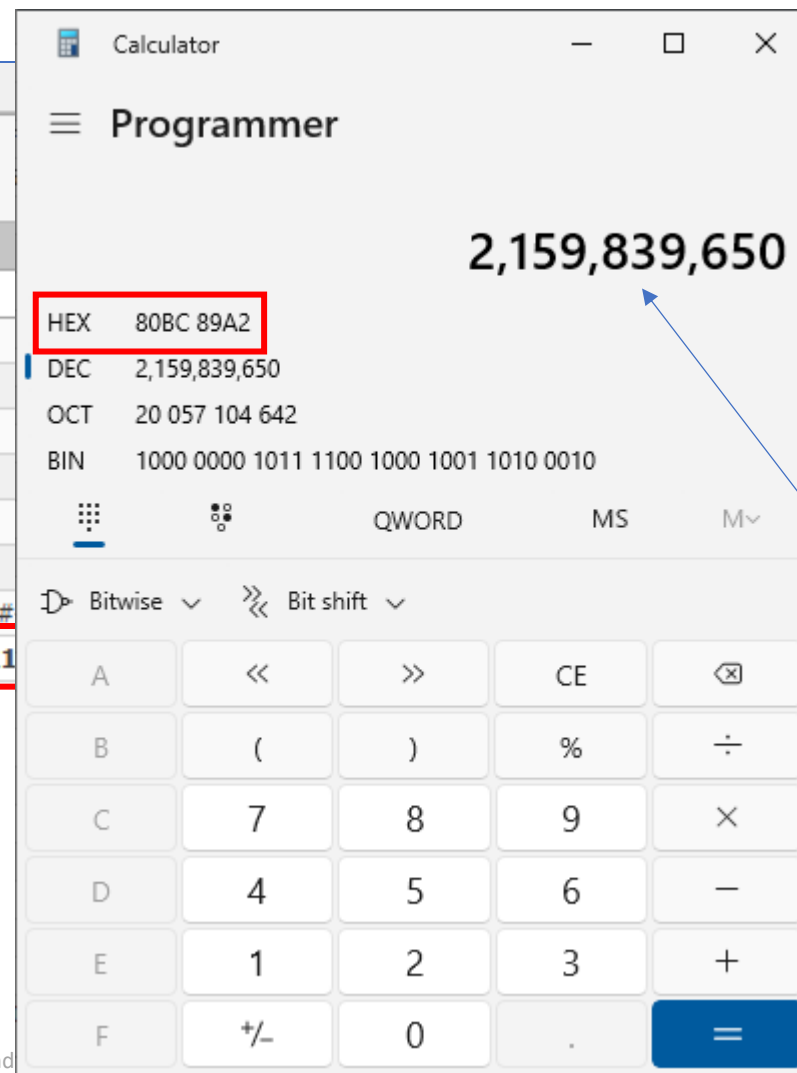 Calculator
Programmer
2,159,839,650
HEX 80BC 89A2
DEC 2,159,839,650
OCT 20 057 104 642
BIN 1000 0000 1011 1100 1000 1001 1010 0010
QWORD MS M
Bitwise Bit shift
#
1
A << >> CE
B ( ) % ÷
C 7 8 9 ×
D 4 5 6 −
E 1 2 3 +
F +/− 0 . =
nd